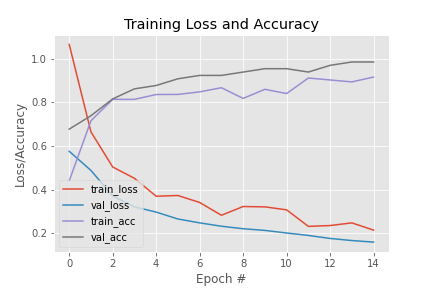 Training Loss and Accuracy
Loss/Accuracy
1.0
0.8
0.6
0.4
0.2
train_loss
val_loss
train_acc
val_acc
0 2 4 6 8 10 12 14
Epoch #